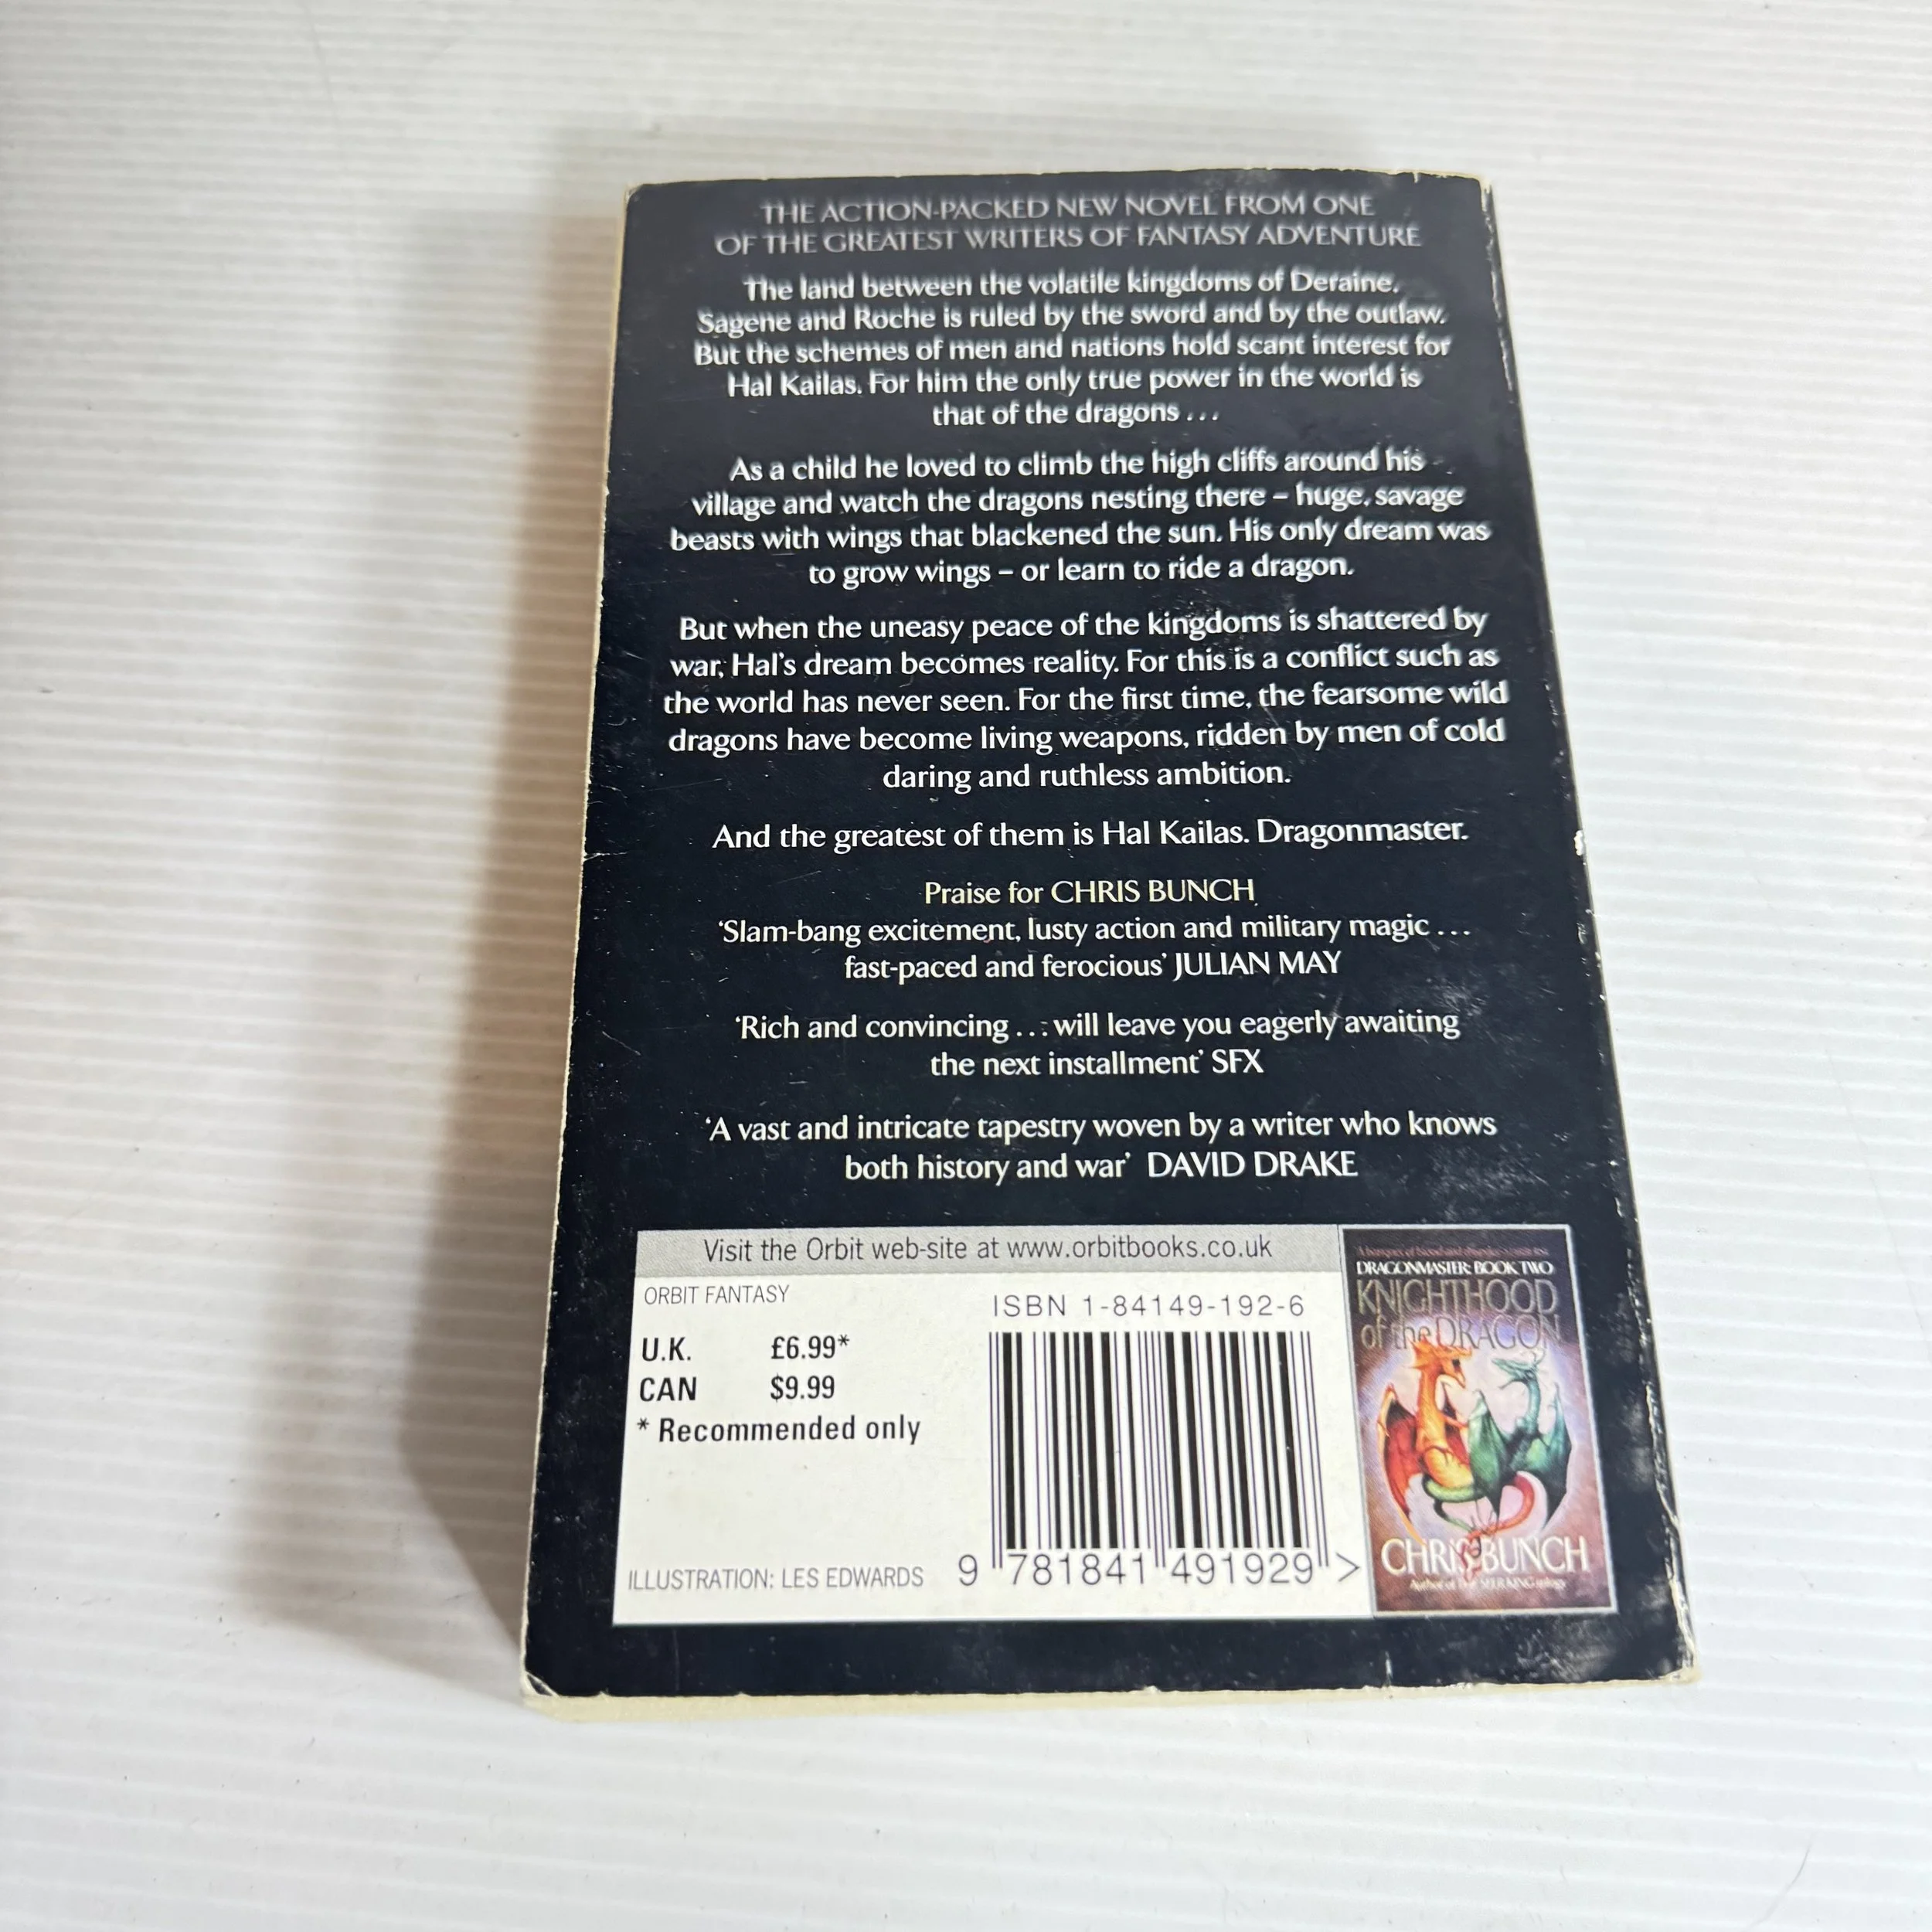 THE ACTION-PACKED NEW NOVEL FROM ONE
OF THE GREATEST WRITERS OF FANTASY ADVENTURE
The land between the volatile kingdoms of Deraine,
Sagene and Roche is ruled by the sword and by the outlaw.
But the schemes of men and nations hold scant interest for
Hal Kailas. For him the only true power in the world is
that of the dragons ...
As a child he loved to climb the high cliffs around his
village and watch the dragons nesting there – huge, savage
beasts with wings that blackened the sun. His only dream was
to grow wings – or learn to ride a dragon.
But when the uneasy peace of the kingdoms is shattered by
war, Hal's dream becomes reality. For this is a conflict such as
the world has never seen. For the first time, the fearsome wild
dragons have become living weapons, ridden by men of cold
daring and ruthless ambition.
And the greatest of them is Hal Kailas. Dragonmaster.
Praise for CHRIS BUNCH
'Slam-bang excitement, lusty action and military magic ...
fast-paced and ferocious' JULIAN MAY
'Rich and convincing ... will leave you eagerly awaiting
the next installment' SFX
'A vast and intricate tapestry woven by a writer who knows
both history and war' DAVID DRAKE
Visit the Orbit web-site at www.orbitbooks.co.uk
ORBIT FANTASY
U.K. £6.99*
CAN $9.99
* Recommended only
ILLUSTRATION: LES EDWARDS
ISBN 1-84149-192-6
9 781841 491929 >
DRAGONMASTER: BOOK TWO
KNIGHTHOOD
of the DRAGON
CHRIS BUNCH
Author of THE SEER KING trilogy